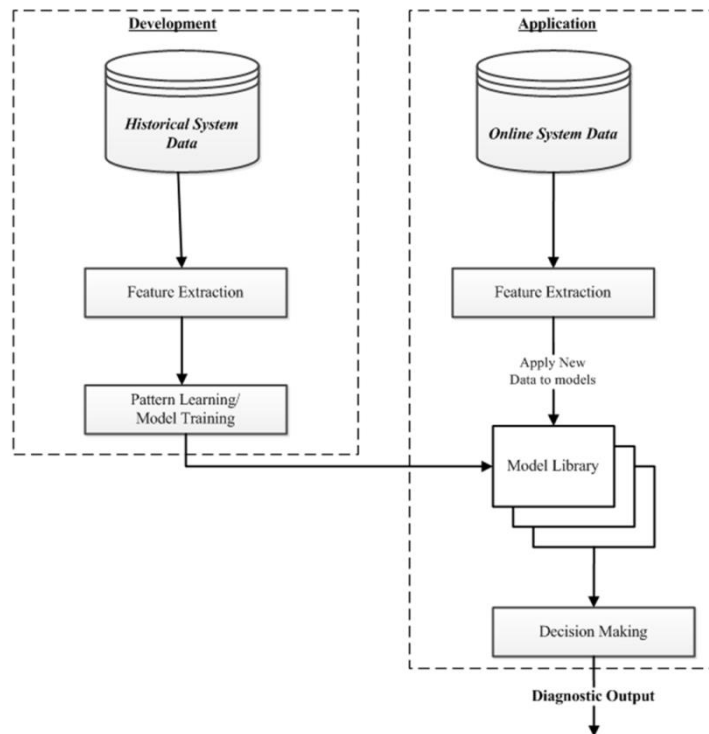 Development
Historical System
Data
Feature Extraction
Pattern Learning/
Model Training
Application
Online System Data
Feature Extraction
Apply New
Data to models
Model Library
Decision Making
Diagnostic Output